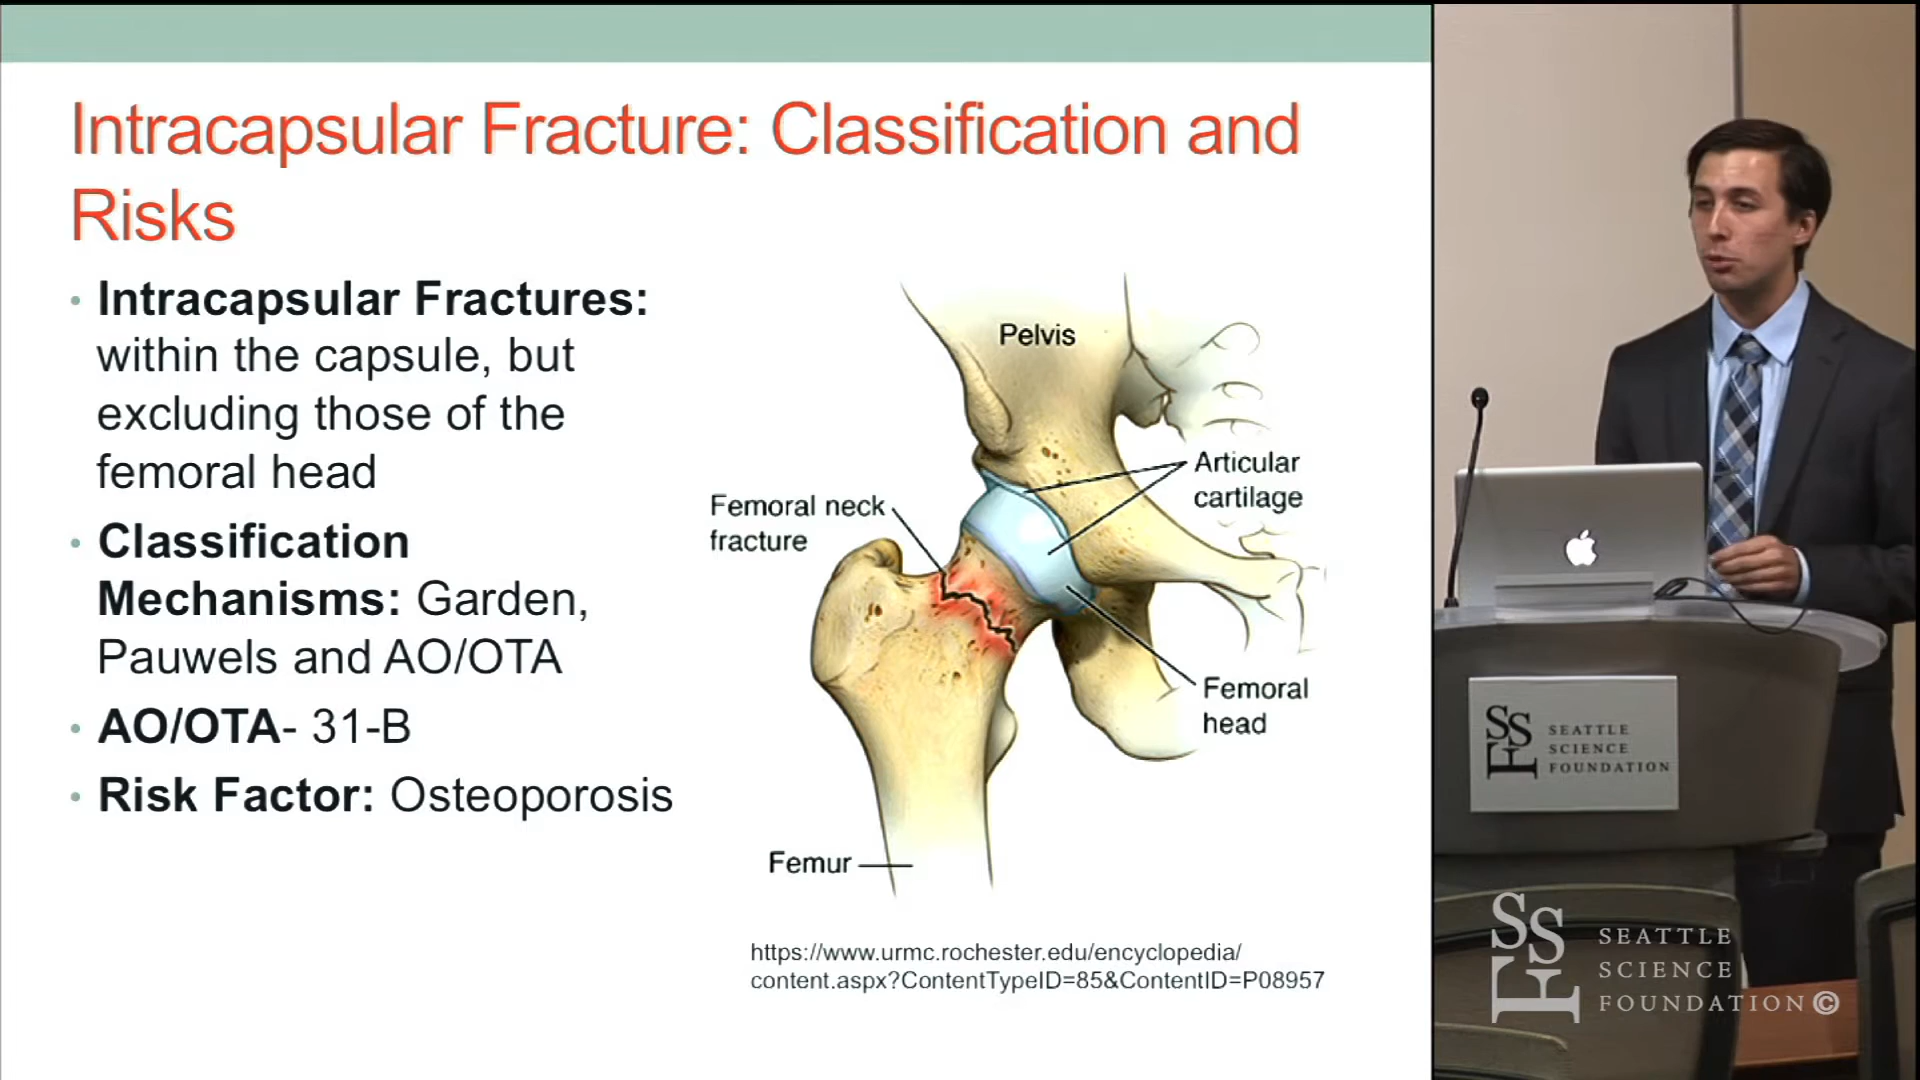 Intracapsular Fracture: Classification and
Risks
• Intracapsular Fractures:
within the capsule, but
excluding those of the
femoral head
• Classification
Mechanisms: Garden,
Pauwels and AO/OTA
• AO/OTA- 31-B
• Risk Factor: Osteoporosis
Pelvis
Articular
cartilage
Femoral neck
fracture
Femoral
head
Femur
https://www.urmc.rochester.edu/encyclopedia/
content.aspx?ContentTypeID=85&ContentID=P08957
SSF
SEATTLE
SCIENCE
FOUNDATION
SSF
SEATTLE
SCIENCE
FOUNDATION©